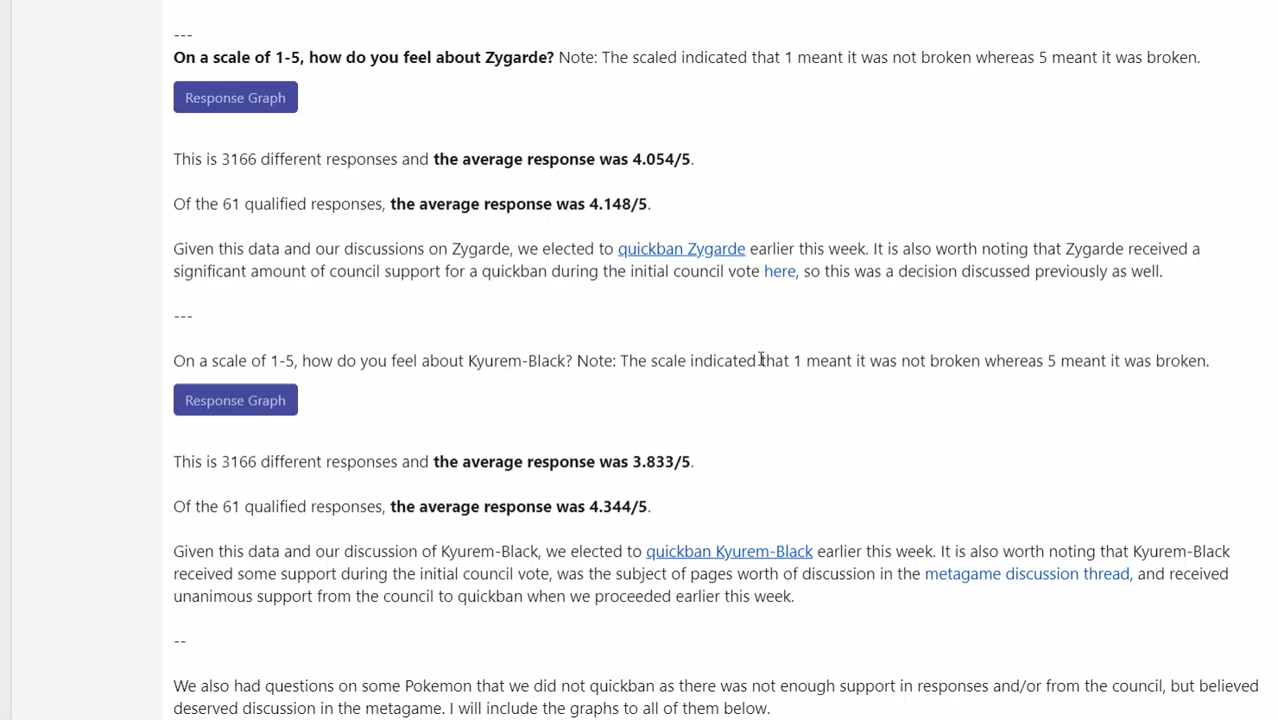 ---
On a scale of 1-5, how do you feel about Zygarde? Note: The scaled indicated that 1 meant it was not broken whereas 5 meant it was broken.
Response Graph
This is 3166 different responses and the average response was 4.054/5.
Of the 61 qualified responses, the average response was 4.148/5.
Given this data and our discussions on Zygarde, we elected to quickban Zygarde earlier this week. It is also worth noting that Zygarde received a
significant amount of council support for a quickban during the initial council vote here, so this was a decision discussed previously as well.
---
On a scale of 1-5, how do you feel about Kyurem-Black? Note: The scale indicated that 1 meant it was not broken whereas 5 meant it was broken.
Response Graph
This is 3166 different responses and the average response was 3.833/5.
Of the 61 qualified responses, the average response was 4.344/5.
Given this data and our discussion of Kyurem-Black, we elected to quickban Kyurem-Black earlier this week. It is also worth noting that Kyurem-Black
received some support during the initial council vote, was the subject of pages worth of discussion in the metagame discussion thread, and received
unanimous support from the council to quickban when we proceeded earlier this week.
--
We also had questions on some Pokemon that we did not quickban as there was not enough support in responses and/or from the council, but believed
deserved discussion in the metagame. I will include the graphs to all of them below.